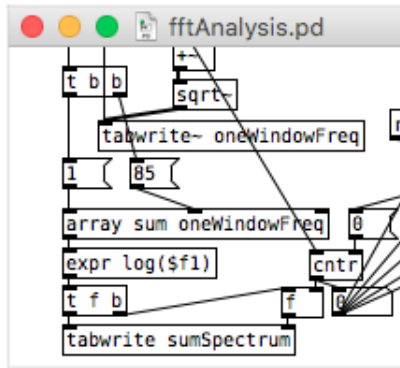 fftAnalysis.pd
+~
t b b
sqrt~
tabwrite~ oneWindowFreq
1
85
array sum oneWindowFreq
0
expr log($f1)
cntr
t f b
f
0
tabwrite sumSpectrum